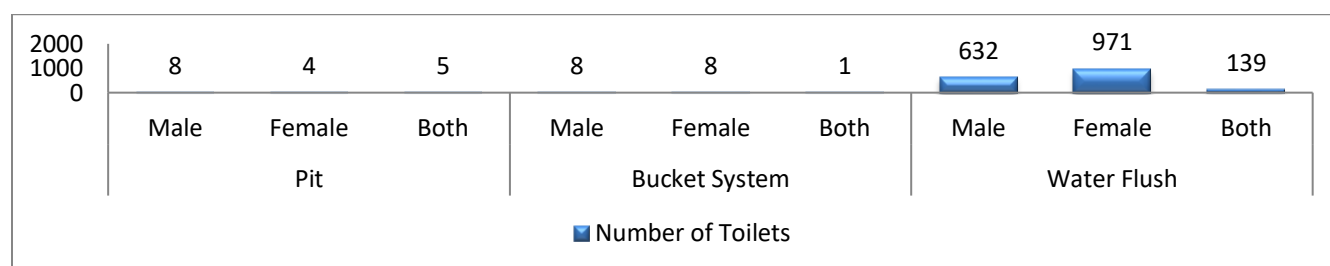 2000
1000
0
8 4 5 8 8 1 632 971 139
Male Female Both Male Female Both Male Female Both
Pit Bucket System Water Flush
Number of Toilets